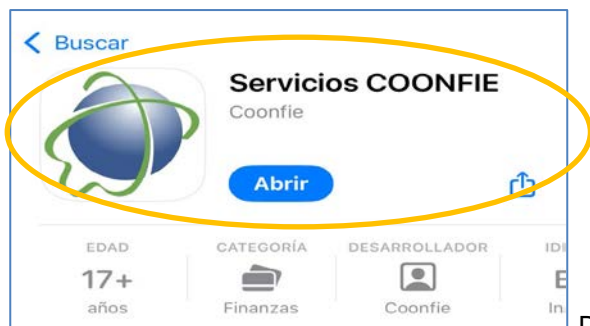 Buscar
Servicios COONFIE
Coonfie
Abrir
EDAD
CATEGORÍA
DESARROLLADOR
17+
años
Finanzas
Coonfie